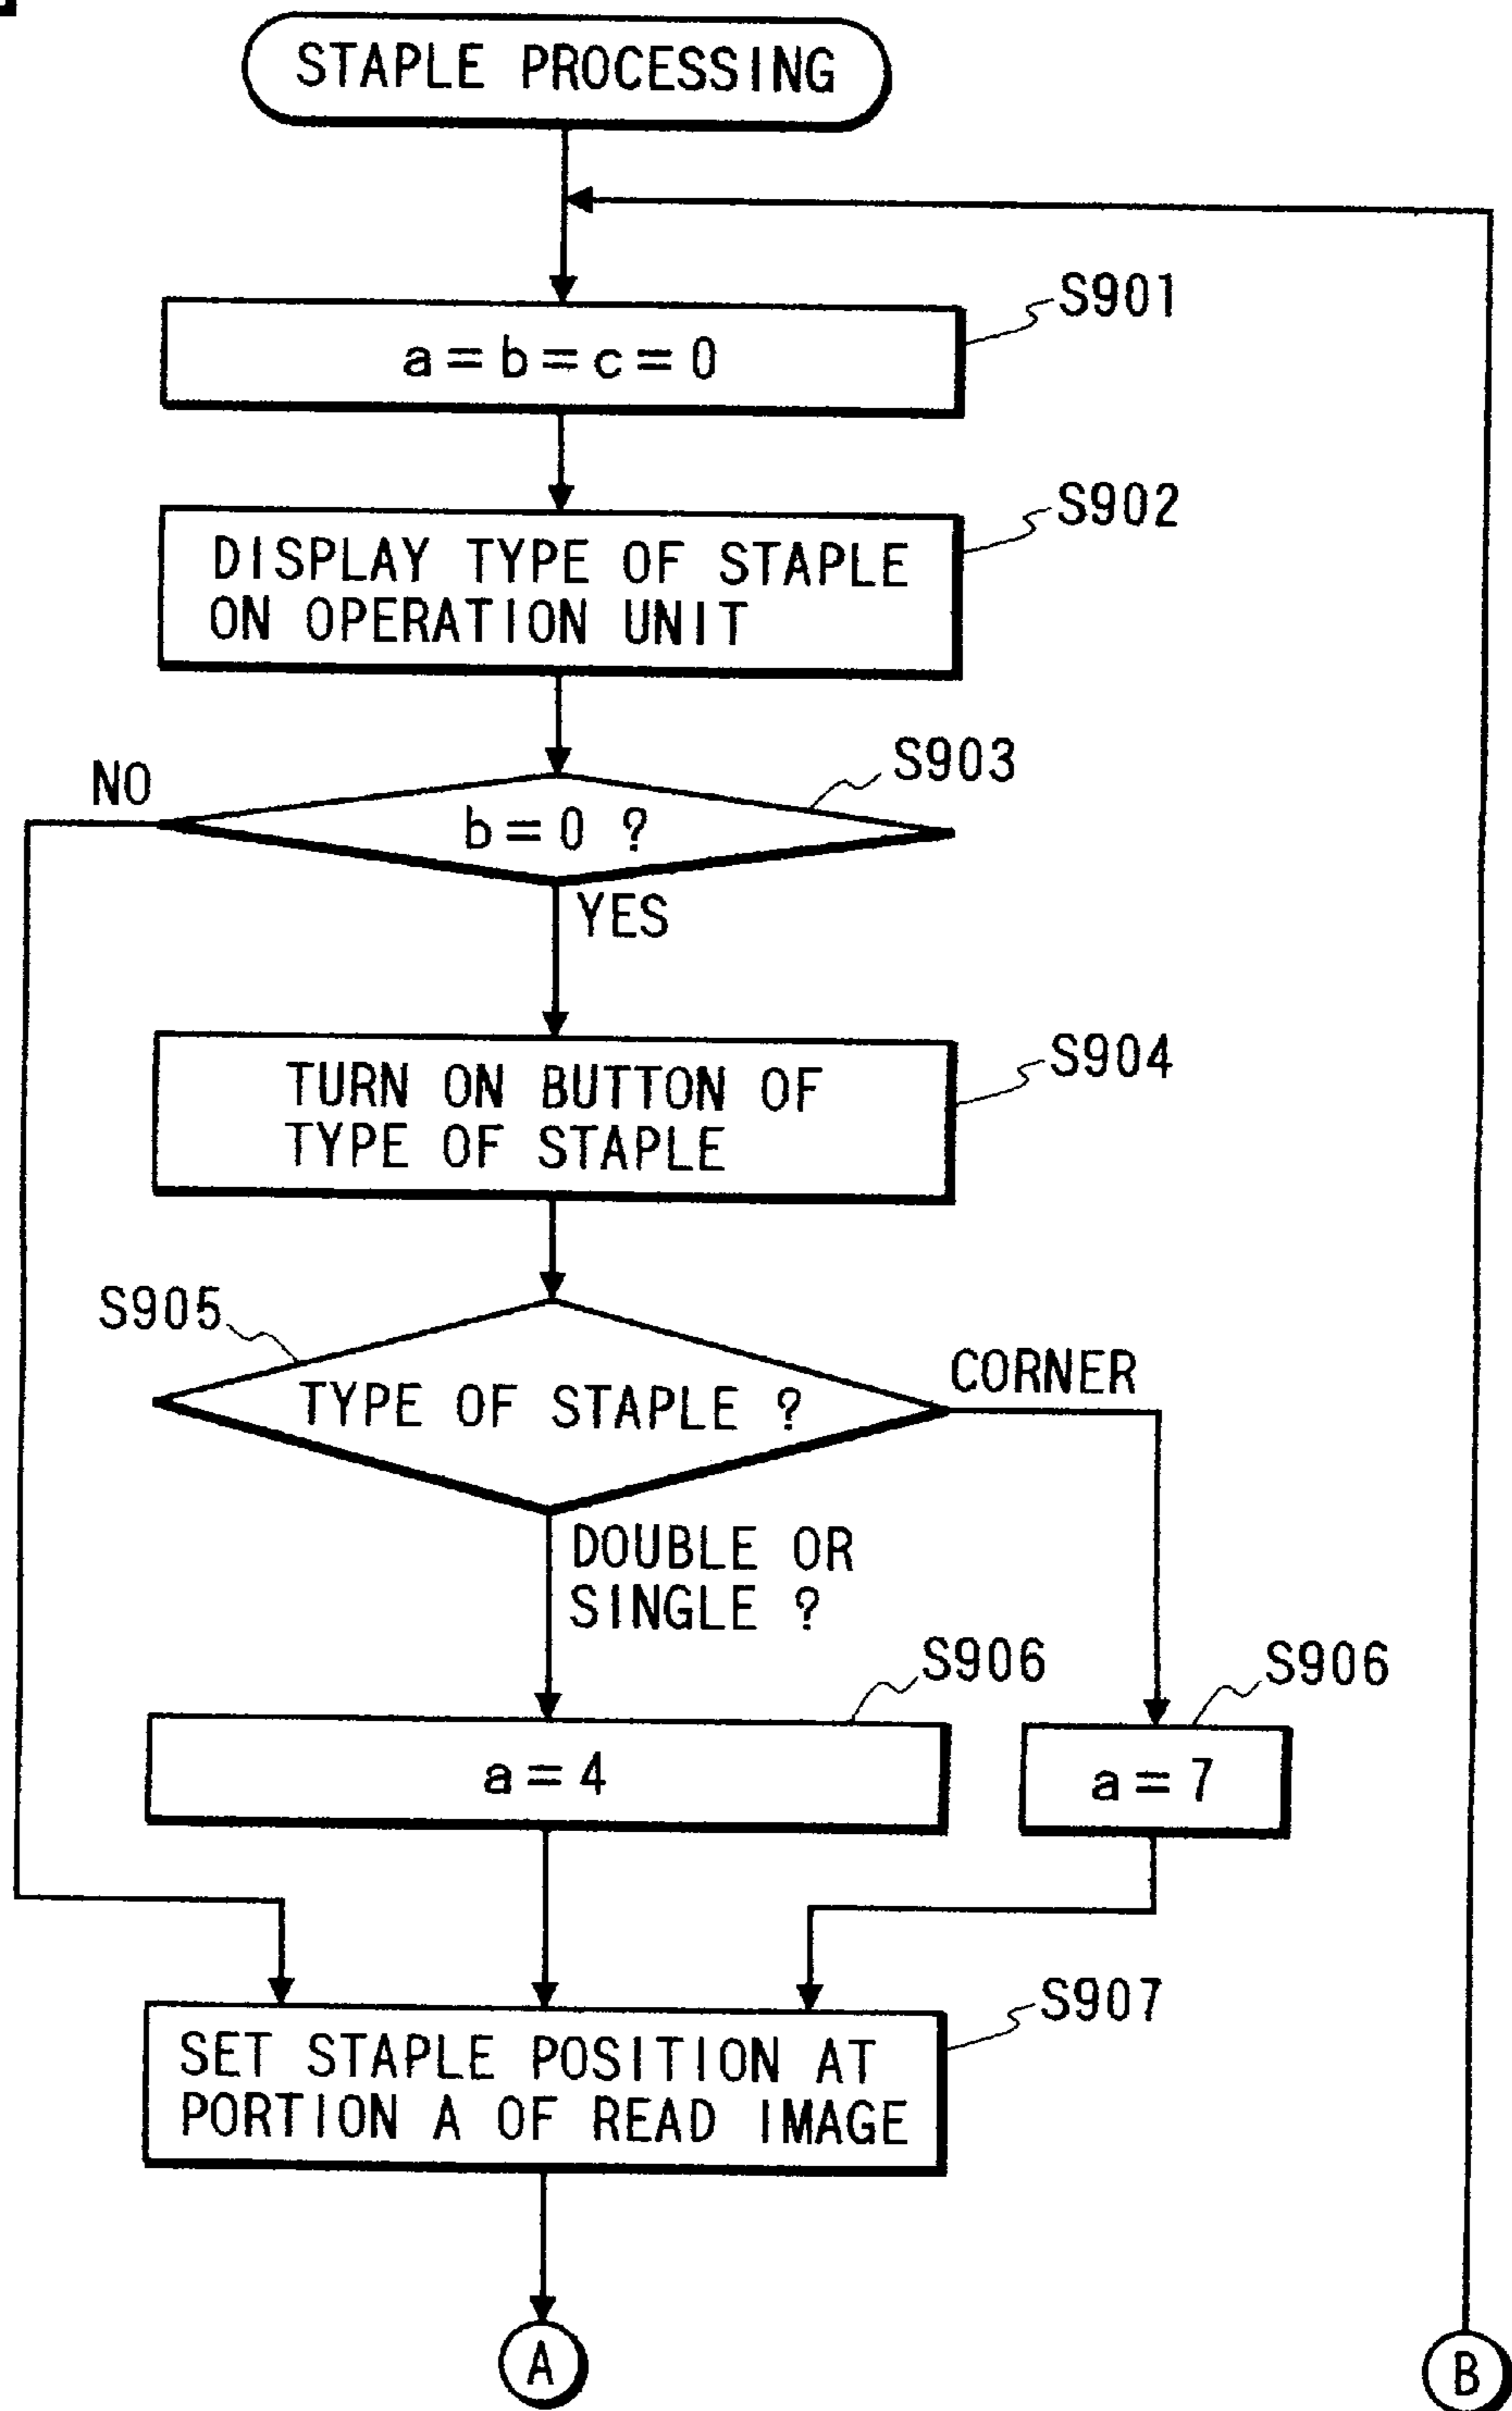 STAPLE PROCESSING
S901
a=b=c=0
S902
DISPLAY TYPE OF STAPLE
ON OPERATION UNIT
S903
NO
b=0 ?
YES
S904
TURN ON BUTTON OF
TYPE OF STAPLE
S905
CORNER
TYPE OF STAPLE ?
DOUBLE OR
SINGLE ?
S906
S906
a=4
a=7
S907
SET STAPLE POSITION AT
PORTION A OF READ IMAGE
A
B